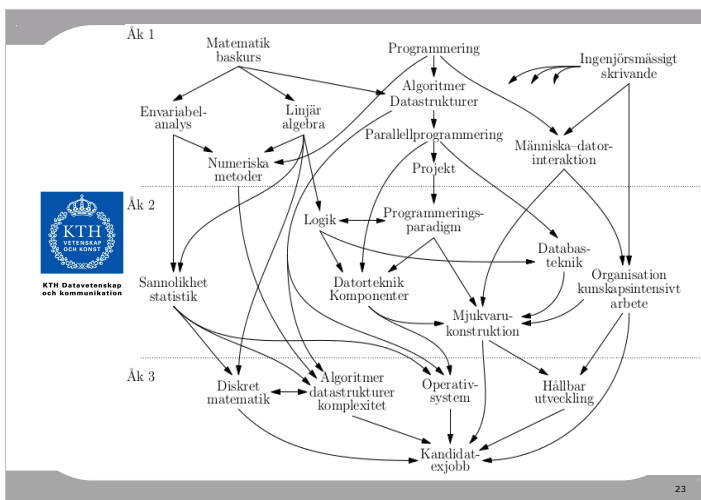 Åk 1
Matematik
baskurs
Programmering
Ingenjörsmässigt
skrivande
Algoritmer
Datastrukturer
Envariabel-
analys
Linjär
algebra
Parallellprogrammering
Människa–dator-
interaktion
Numeriska
metoder
Projekt
Åk 2
KTH
VETENSKAP
OCH KONST
KTH Datavetenskap
och kommunikation
Logik
Programmerings-
paradigm
Databas-
teknik
Sannolikhet
statistik
Datorteknik
Komponenter
Organisation
kunskapsintensivt
arbete
Mjukvaru-
konstruktion
Åk 3
Diskret
matematik
Algoritmer
datastrukturer
komplexitet
Operativ-
system
Hållbar
utveckling
Kandidat-
exjobb
23